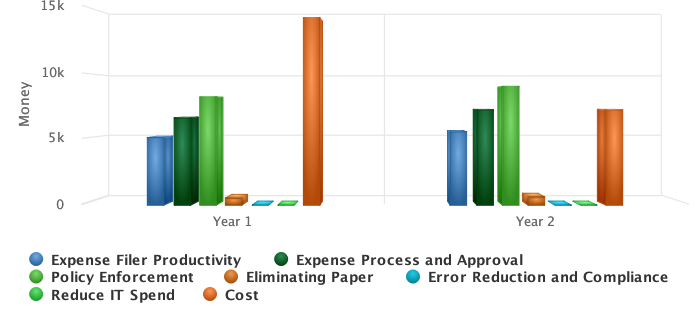 15k
10k
Money
5k
0
Year 1 Year 2
Expense Filer Productivity Expense Process and Approval
Policy Enforcement Eliminating Paper Error Reduction and Compliance
Reduce IT Spend Cost